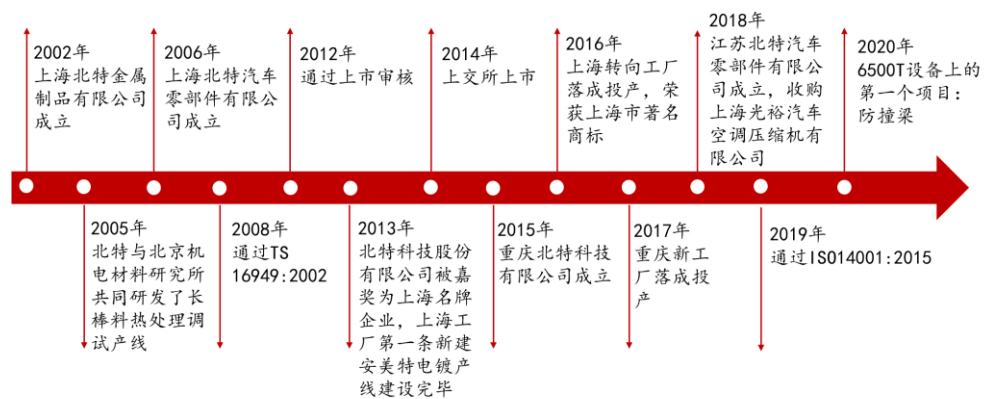 2002年
上海北特金属
制品有限公司
成立
2006年
上海北特汽车
零部件有限公
司成立
2012年
通过上市审核
2014年
上交所上市
2016年
上海转向工厂
落成投产，荣
获上海市著名
商标
2018年
江苏北特汽车
零部件有限公
司成立，收购
上海光裕汽车
空调压缩机有
限公司
2020年
6500T设备上的
第一个项目：
防撞梁
2005年
北特与北京机
电材料研究所
共同研发了长
棒料热处理调
试产线
2008年
通过TS
16949:2002
2013年
北特科技股份
有限公司被嘉
奖为上海名牌
企业，上海工
厂第一条新建
安美特电镀产
线建设完毕
2015年
重庆北特科技
有限公司成立
2017年
重庆新工
厂落成投
产
2019年
通过ISO14001:2015